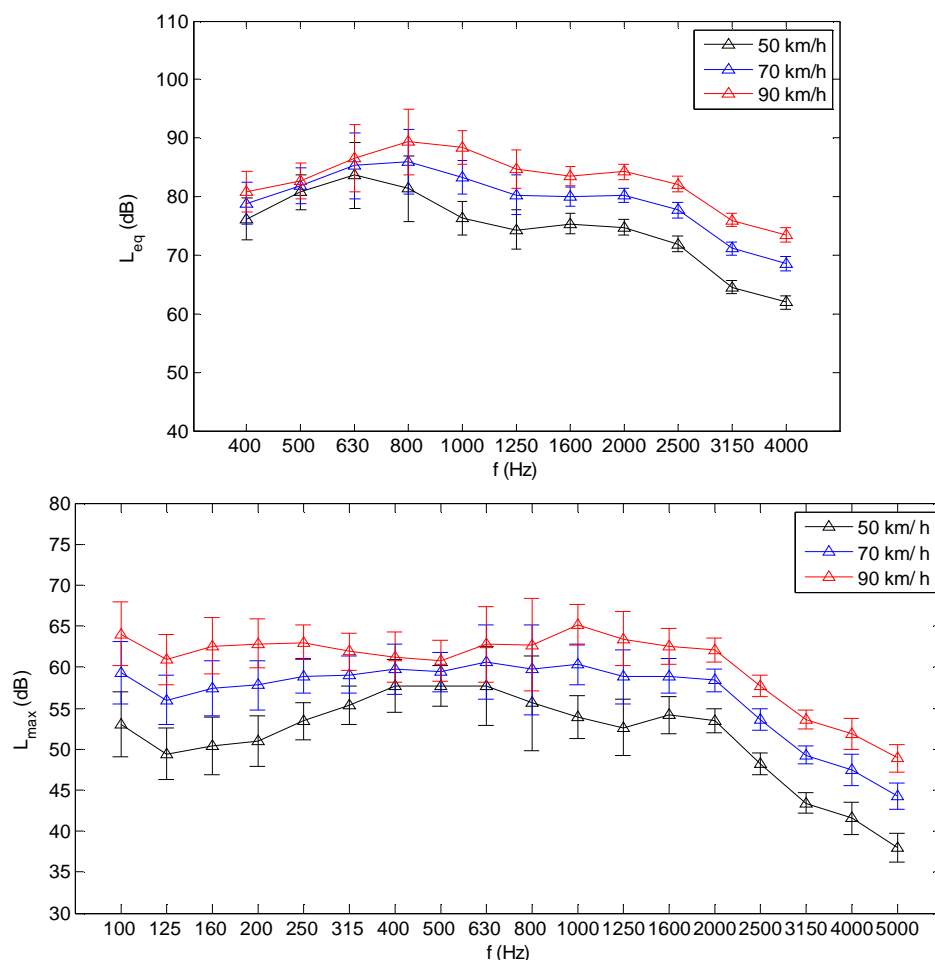 110
100
90
80
70
60
50
40
L_eq (dB)
50 km/h
70 km/h
90 km/h
400 500 630 800 1000 1250 1600 2000 2500 3150 4000
f (Hz)
80
75
70
65
60
55
50
45
40
35
30
L_max (dB)
50 km/ h
70 km/ h
90 km/ h
100 125 160 200 250 315 400 500 630 800 1000 1250 1600 2000 2500 3150 4000 5000
f (Hz)